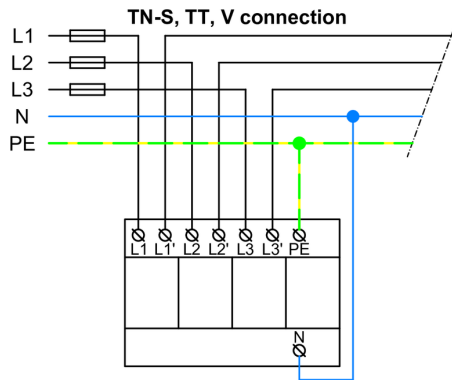 TN-S, TT, V connection
L1
L2
L3
N
PE
L1 L1' L2 L2' L3 L3' PE
N